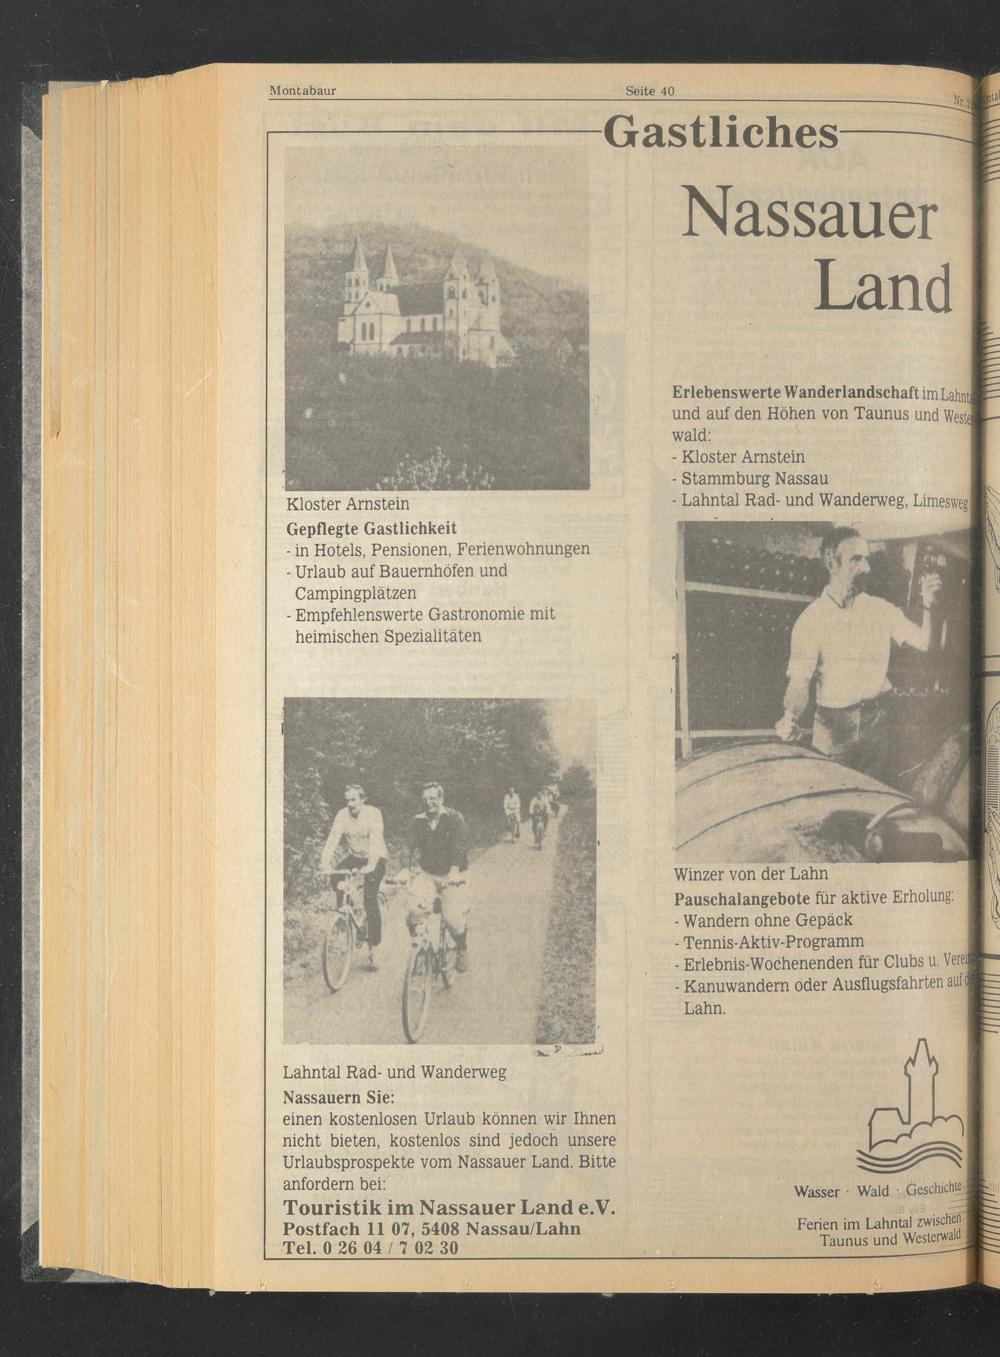 Montabaur
Seite 40
Gastliches
Nassauer
Land
Kloster Arnstein
Gepflegte Gastlichkeit
- in Hotels, Pensionen, Ferienwohnungen
- Urlaub auf Bauernhöfen und
Campingplätzen
- Empfehlenswerte Gastronomie mit
heimischen Spezialitäten
Lahntal Rad- und Wanderweg
Nassauern Sie:
einen kostenlosen Urlaub können wir Ihnen
nicht bieten, kostenlos sind jedoch unsere
Urlaubsprospekte vom Nassauer Land. Bitte
anfordern bei:
Touristik im Nassauer Land e.V.
Postfach 11 07, 5408 Nassau/Lahn
Tel. 0 26 04 / 7 02 30
Erlebenswerte Wanderlandschaft im
und auf den Höhen von Taunus und
wald:
- Kloster Arnstein
- Stammburg Nassau
- Lahntal Rad- und Wanderweg, Limesweg
Winzer von der Lahn
Pauschalangebote für aktive Erholung:
- Wandern ohne Gepäck
- Tennis-Aktiv-Programm
- Erlebnis-Wochenenden für Clubs u.
- Kanuwandern oder Ausflugsfahrten auf
Lahn.
Wasser · Wald · Geschichte
Ferien im Lahntal zwischen
Taunus und Westerwald